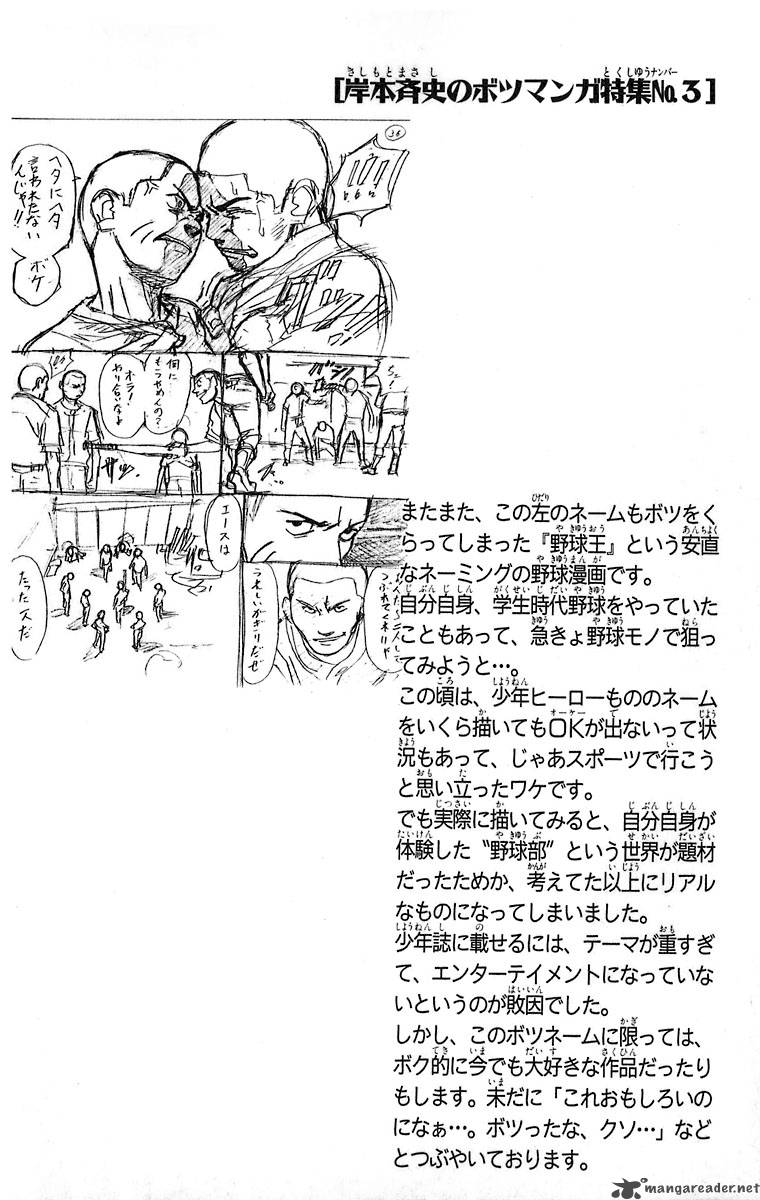 [岸本斉史のボツマンガ特集No.3]
26
ヘタにヘタ
言われたない
んじゃ!!
ボケ
個に
もうやめんの?
ホラ!
やり合いなよ
エースは
たった一人だ
うれしいかぎりだぜ
またまた、この左のネームもボツをく
らってしまった『野球王』という安直
なネーミングの野球漫画です。
自分自身、学生時代野球をやっていた
こともあって、急きょ野球モノで狙っ
てみようと…。
この頃は、少年ヒーローもののネーム
をいくら描いてもOKが出ないって状
況もあって、じゃあスポーツで行こう
と思い立ったワケです。
でも実際に描いてみると、自分自身が
体験した〝野球部〟という世界が題材
だったためか、考えてた以上にリアル
なものになってしまいました。
少年誌に載せるには、テーマが重すぎ
て、エンターテイメントになっていな
いというのが敗因でした。
しかし、このボツネームに限っては、
ボク的に今でも大好きな作品だったり
もします。未だに「これおもしろいの
になぁ…。ボツったな、クソ…」など
とつぶやいております。
mangareader.net